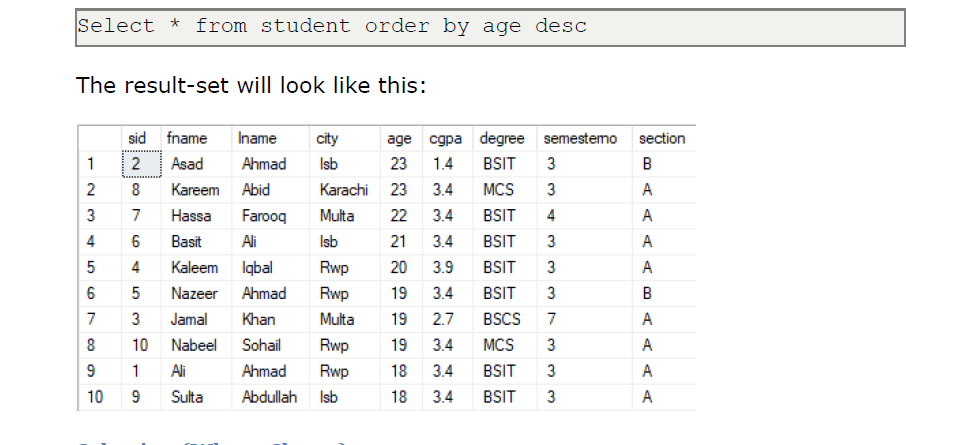 Select * from student order by age desc
The result-set will look like this:
sid fname lname city age cgpa degree semesterno section
1 2 Asad Ahmad Isb 23 1.4 BSIT 3 B
2 8 Kareem Abid Karachi 23 3.4 MCS 3 A
3 7 Hassa Farooq Multa 22 3.4 BSIT 4 A
4 6 Basit Ali Isb 21 3.4 BSIT 3 A
5 4 Kaleem Iqbal Rwp 20 3.9 BSIT 3 A
6 5 Nazeer Ahmad Rwp 19 3.4 BSIT 3 B
7 3 Jamal Khan Multa 19 2.7 BSCS 7 A
8 10 Nabeel Sohail Rwp 19 3.4 MCS 3 A
9 1 Ali Ahmad Rwp 18 3.4 BSIT 3 A
10 9 Sulta Abdullah Isb 18 3.4 BSIT 3 A